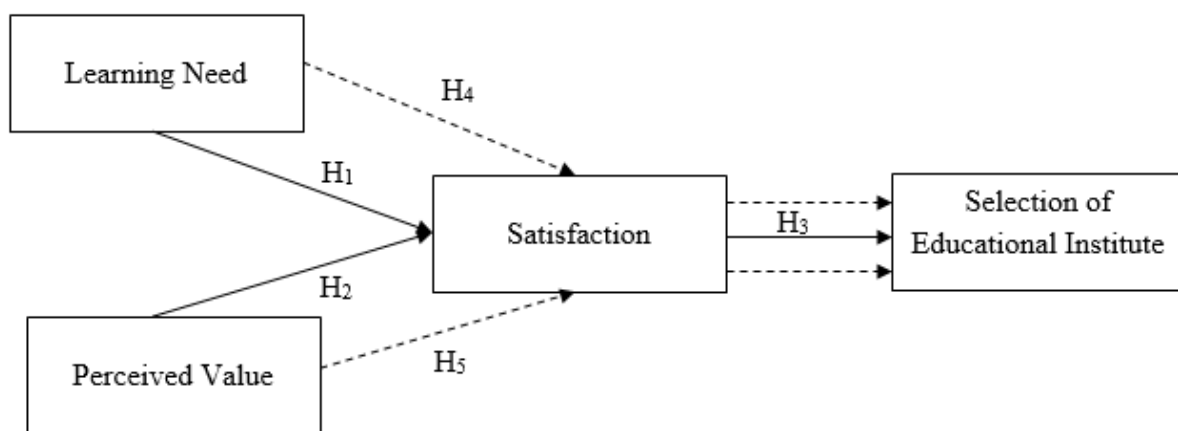 Learning Need
H4
H1
Satisfaction
H3
Selection of
Educational Institute
H2
Perceived Value
H5